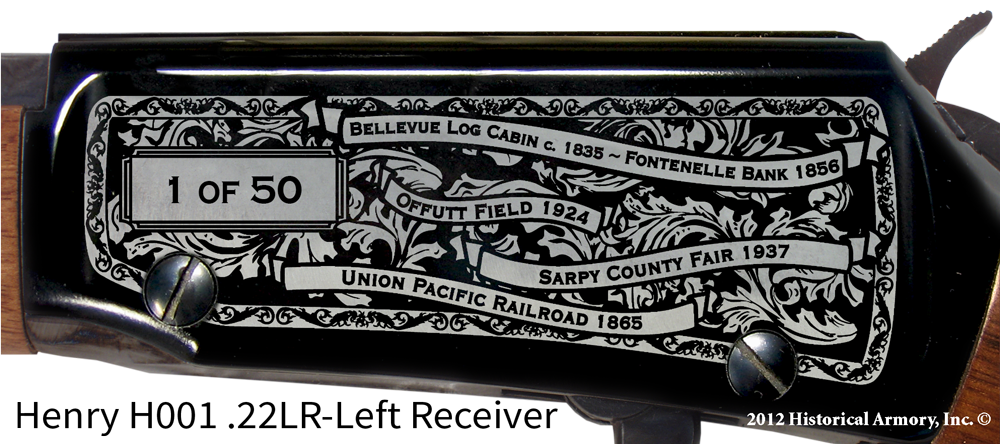 Bellevue Log Cabin c. 1835 ~ Fontenelle Bank 1856
1 of 50
Offutt Field 1924
Sarpy County Fair 1937
Union Pacific Railroad 1865
Henry H001 .22LR-Left Receiver
2012 Historical Armory, Inc. ©